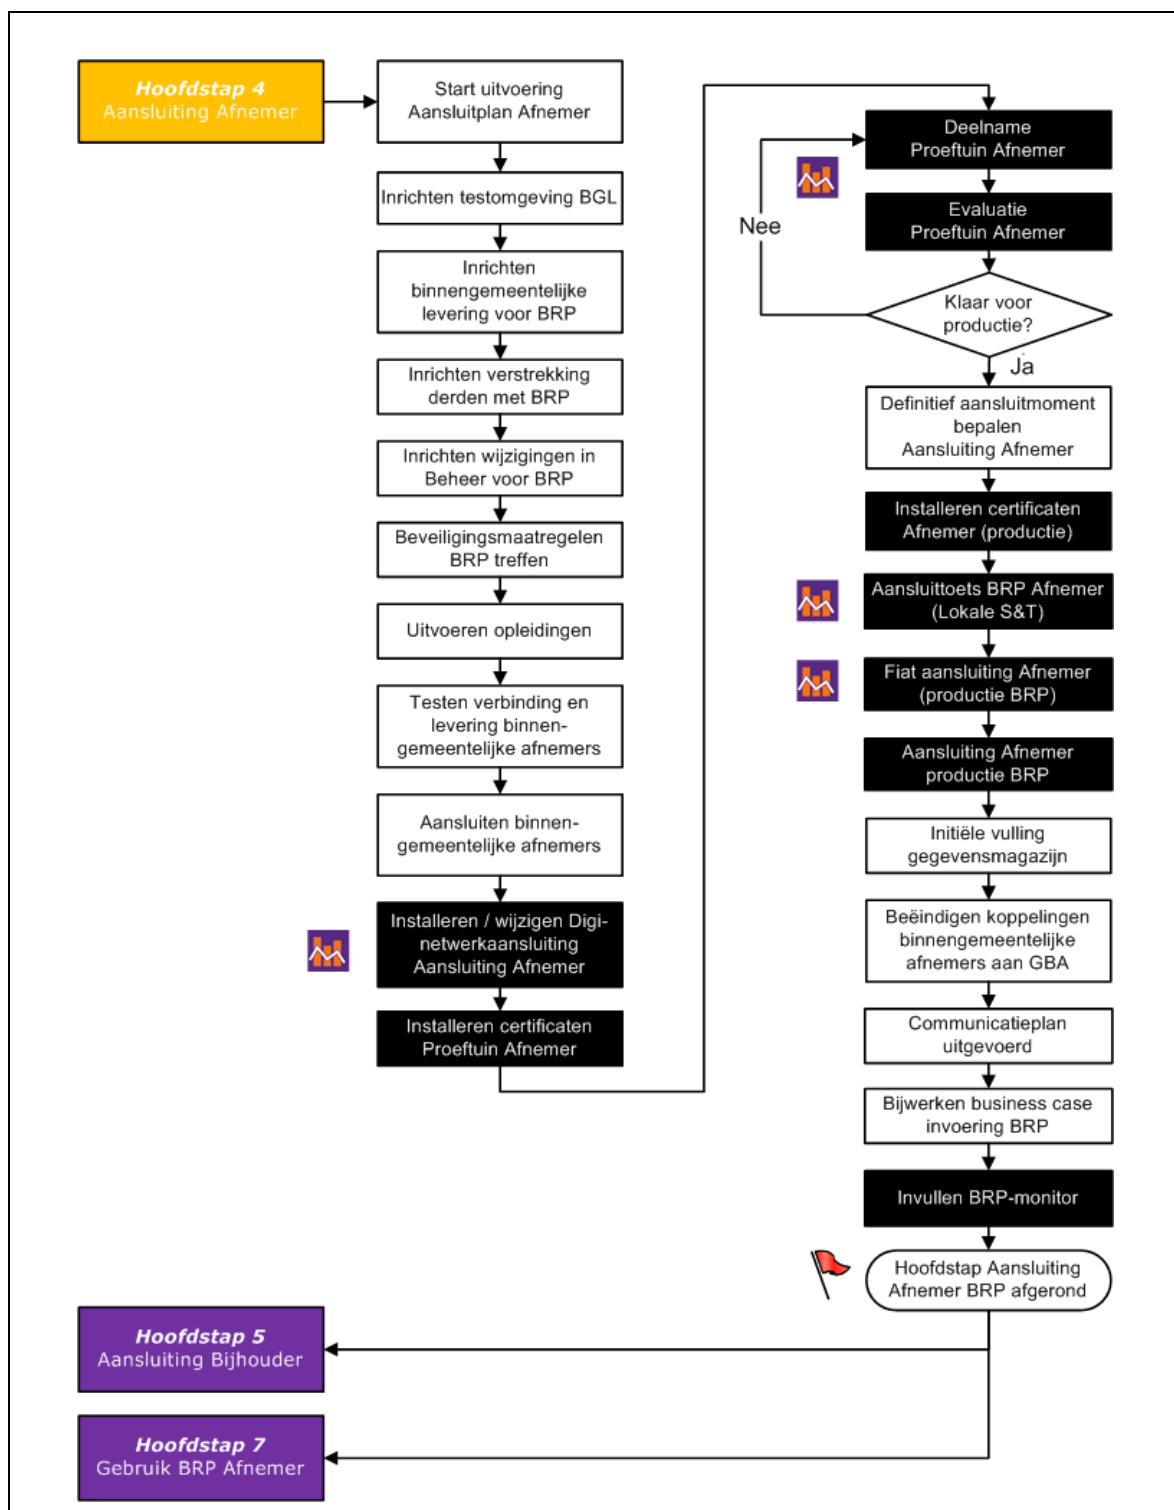 Hoofdstap 4
Aansluiting Afnemer
Start uitvoering
Aansluitplan Afnemer
Inrichten testomgeving BGL
Inrichten
binnengemeentelijke
levering voor BRP
Inrichten verstrekking
derden met BRP
Inrichten wijzigingen in
Beheer voor BRP
Beveiligingsmaatregelen
BRP treffen
Uitvoeren opleidingen
Testen verbinding en
levering binnen-
gemeentelijke afnemers
Aansluiten binnen-
gemeentelijke afnemers
Installeren / wijzigen Digi-
netwerkaansluiting
Aansluiting Afnemer
Installeren certificaten
Proeftuin Afnemer
Deelname
Proeftuin Afnemer
Evaluatie
Proeftuin Afnemer
Nee
Klaar voor
productie?
Ja
Definitief aansluitmoment
bepalen
Aansluiting Afnemer
Installeren certificaten
Afnemer (productie)
Aansluittoets BRP Afnemer
(Lokale S&T)
Fiat aansluiting Afnemer
(productie BRP)
Aansluiting Afnemer
productie BRP
Initiële vulling
gegevensmagazijn
Beëindigen koppelingen
binnengemeentelijke
afnemers aan GBA
Communicatieplan
uitgevoerd
Bijwerken business case
invoering BRP
Invullen BRP-monitor
Hoofdstap Aansluiting
Afnemer BRP afgerond
Hoofdstap 5
Aansluiting Bijhouder
Hoofdstap 7
Gebruik BRP Afnemer